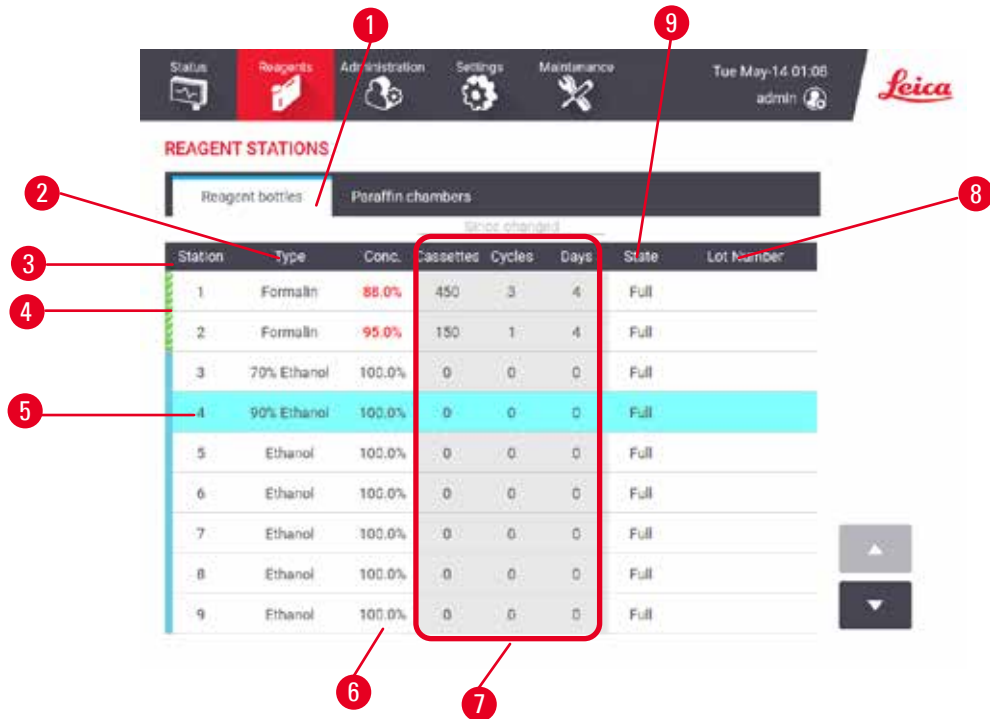 1
9
Status Reagents Administration Settings Maintenance Tue May-14 01:06
admin
Leica
REAGENT STATIONS
2
Reagent bottles Paraffin chambers
8
Since changed
3
Station Type Conc. Cassettes Cycles Days State Lot Number
4
1 Formalin 88.0% 450 3 4 Full
2 Formalin 95.0% 150 1 4 Full
3 70% Ethanol 100.0% 0 0 0 Full
5
4 90% Ethanol 100.0% 0 0 0 Full
5 Ethanol 100.0% 0 0 0 Full
6 Ethanol 100.0% 0 0 0 Full
7 Ethanol 100.0% 0 0 0 Full
8 Ethanol 100.0% 0 0 0 Full
9 Ethanol 100.0% 0 0 0 Full
6
7